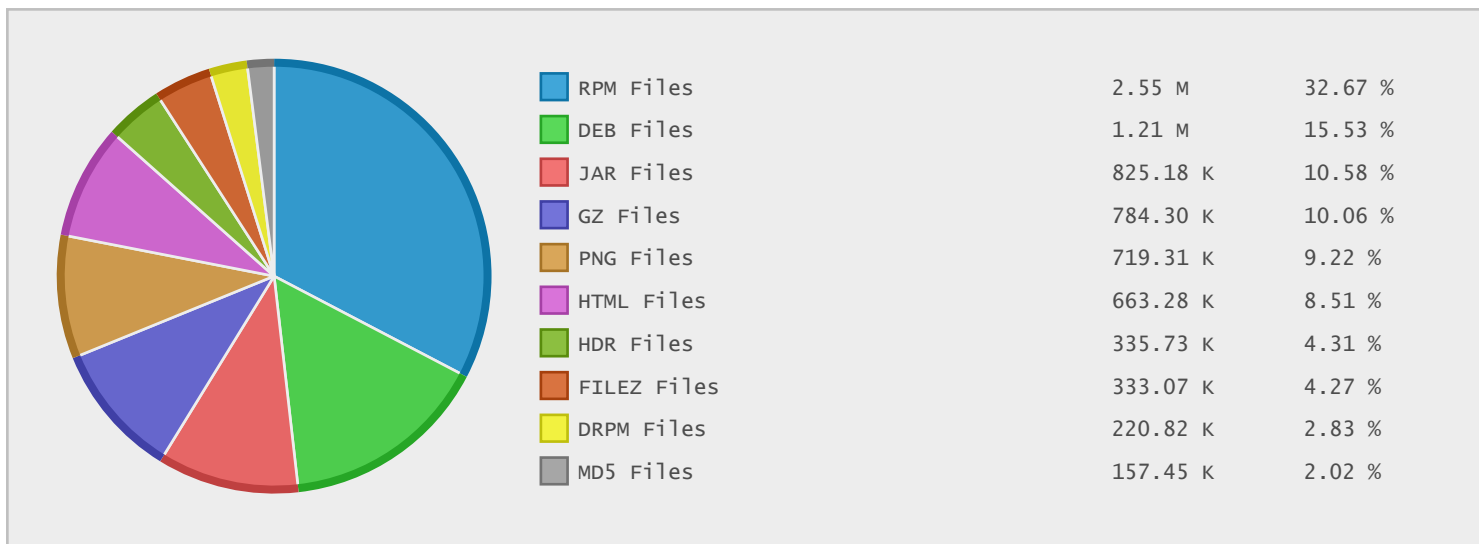 RPM Files 2.55 M 32.67 %
DEB Files 1.21 M 15.53 %
JAR Files 825.18 K 10.58 %
GZ Files 784.30 K 10.06 %
PNG Files 719.31 K 9.22 %
HTML Files 663.28 K 8.51 %
HDR Files 335.73 K 4.31 %
FILEZ Files 333.07 K 4.27 %
DRPM Files 220.82 K 2.83 %
MD5 Files 157.45 K 2.02 %